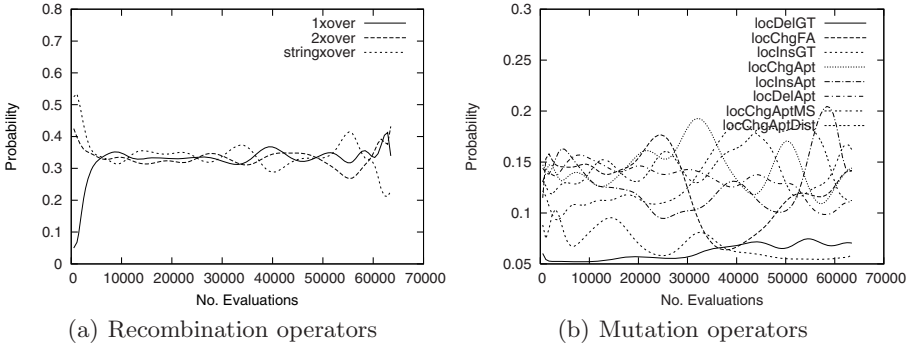 0.8
0.7
0.6
0.5
0.4
0.3
0.2
0.1
0
Probability
1xover
2xover
stringxover
0 10000 20000 30000 40000 50000 60000 70000
No. Evaluations
(a) Recombination operators
0.3
0.25
0.2
0.15
0.1
0.05
Probability
locDelGT
locChgFA
locInsGT
locChgApt
locInsApt
locDelApt
locChgAptMS
locChgAptDist
0 10000 20000 30000 40000 50000 60000 70000
No. Evaluations
(b) Mutation operators